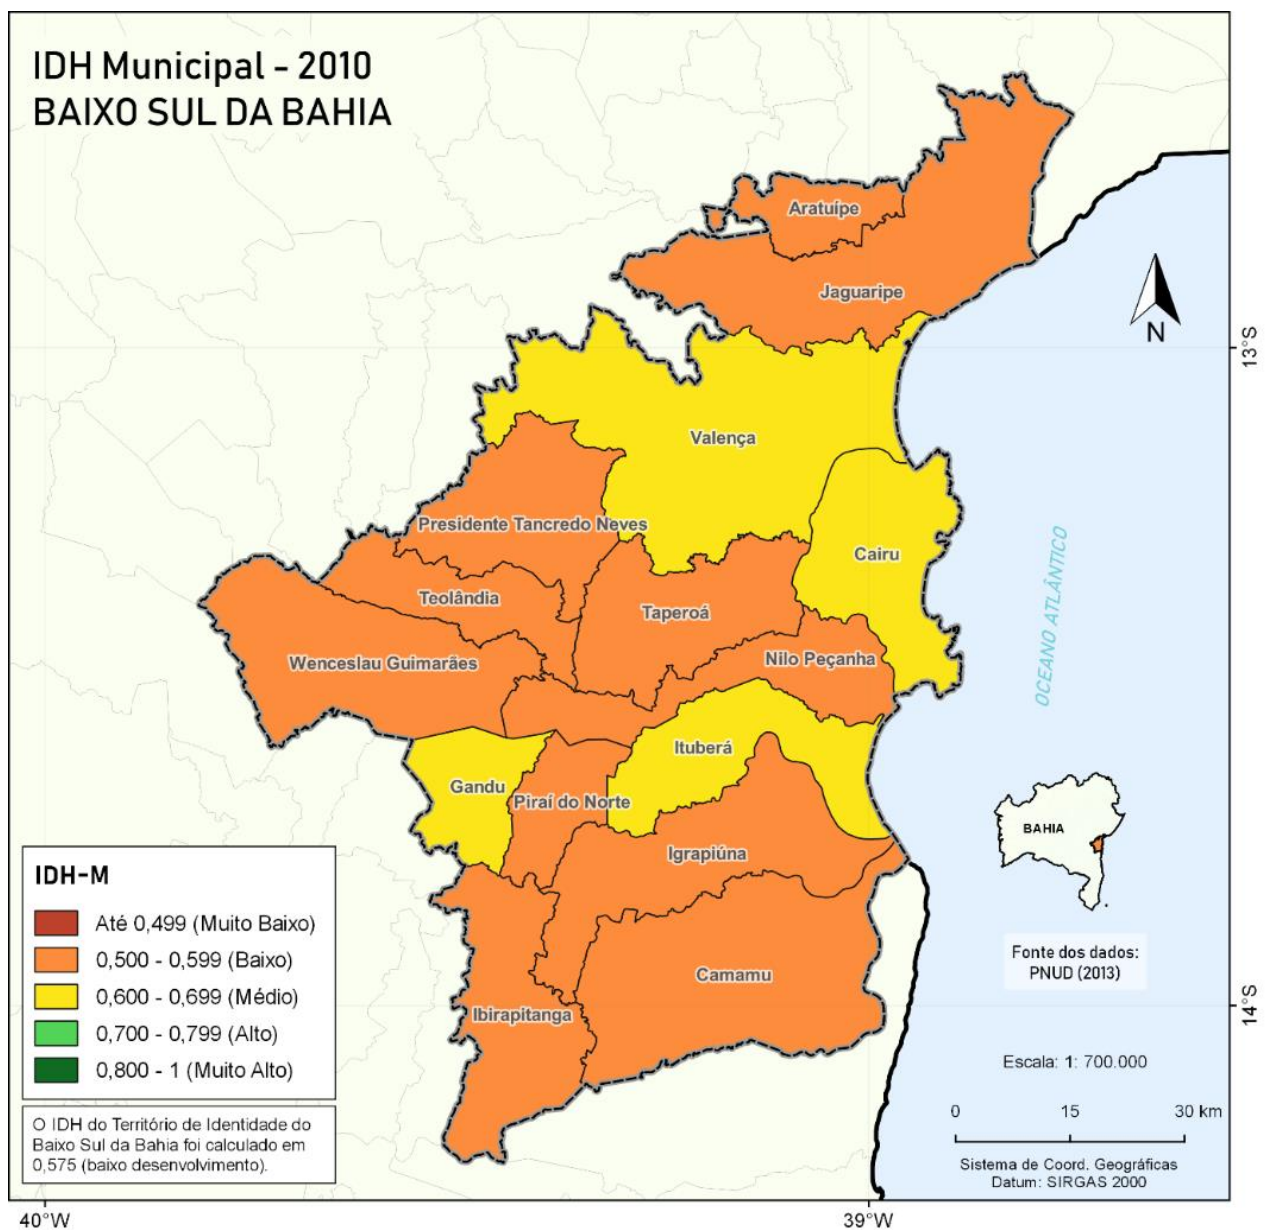 IDH Municipal - 2010
BAIXO SUL DA BAHIA
Aratuípe
Jaguaripe
N
13°S
Valença
Presidente Tancredo Neves
Cairu
Teolândia
Taperoá
OCEANO ATLÂNTICO
Wenceslau Guimarães
Nilo Peçanha
Ituberá
Gandu
Piraí do Norte
BAHIA
Igrapiúna
IDH-M
Até 0,499 (Muito Baixo)
0,500 - 0,599 (Baixo)
0,600 - 0,699 (Médio)
0,700 - 0,799 (Alto)
0,800 - 1 (Muito Alto)
Camamu
Ibirapitanga
Fonte dos dados:
PNUD (2013)
14°S
Escala: 1: 700.000
0 15 30 km
O IDH do Território de Identidade do
Baixo Sul da Bahia foi calculado em
0,575 (baixo desenvolvimento).
Sistema de Coord. Geográficas
Datum: SIRGAS 2000
40°W
39°W